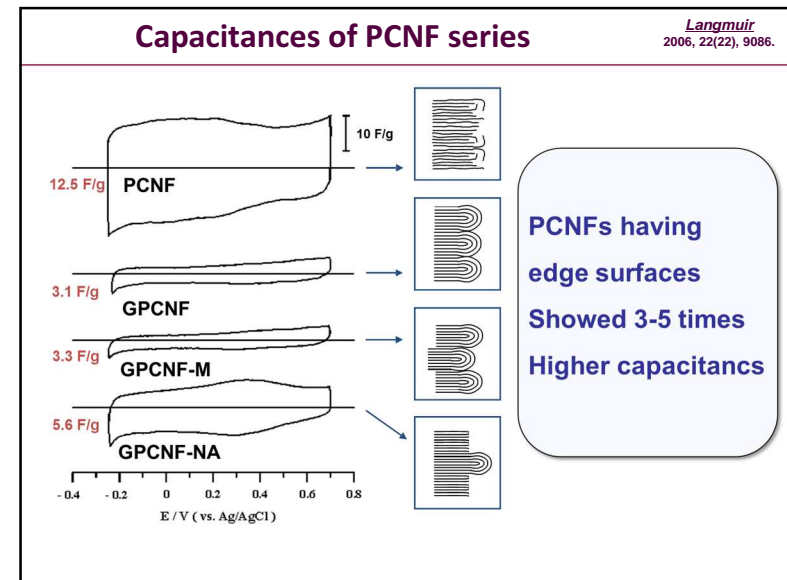 Capacitances of PCNF series
Langmuir
2006, 22(22), 9086.
10 F/g
12.5 F/g
PCNF
3.1 F/g
GPCNF
3.3 F/g
GPCNF-M
5.6 F/g
GPCNF-NA
- 0.4 - 0.2 0 0.2 0.4 0.6 0.8
E / V ( vs. Ag/AgCl )
PCNFs having
edge surfaces
Showed 3-5 times
Higher capacitancs